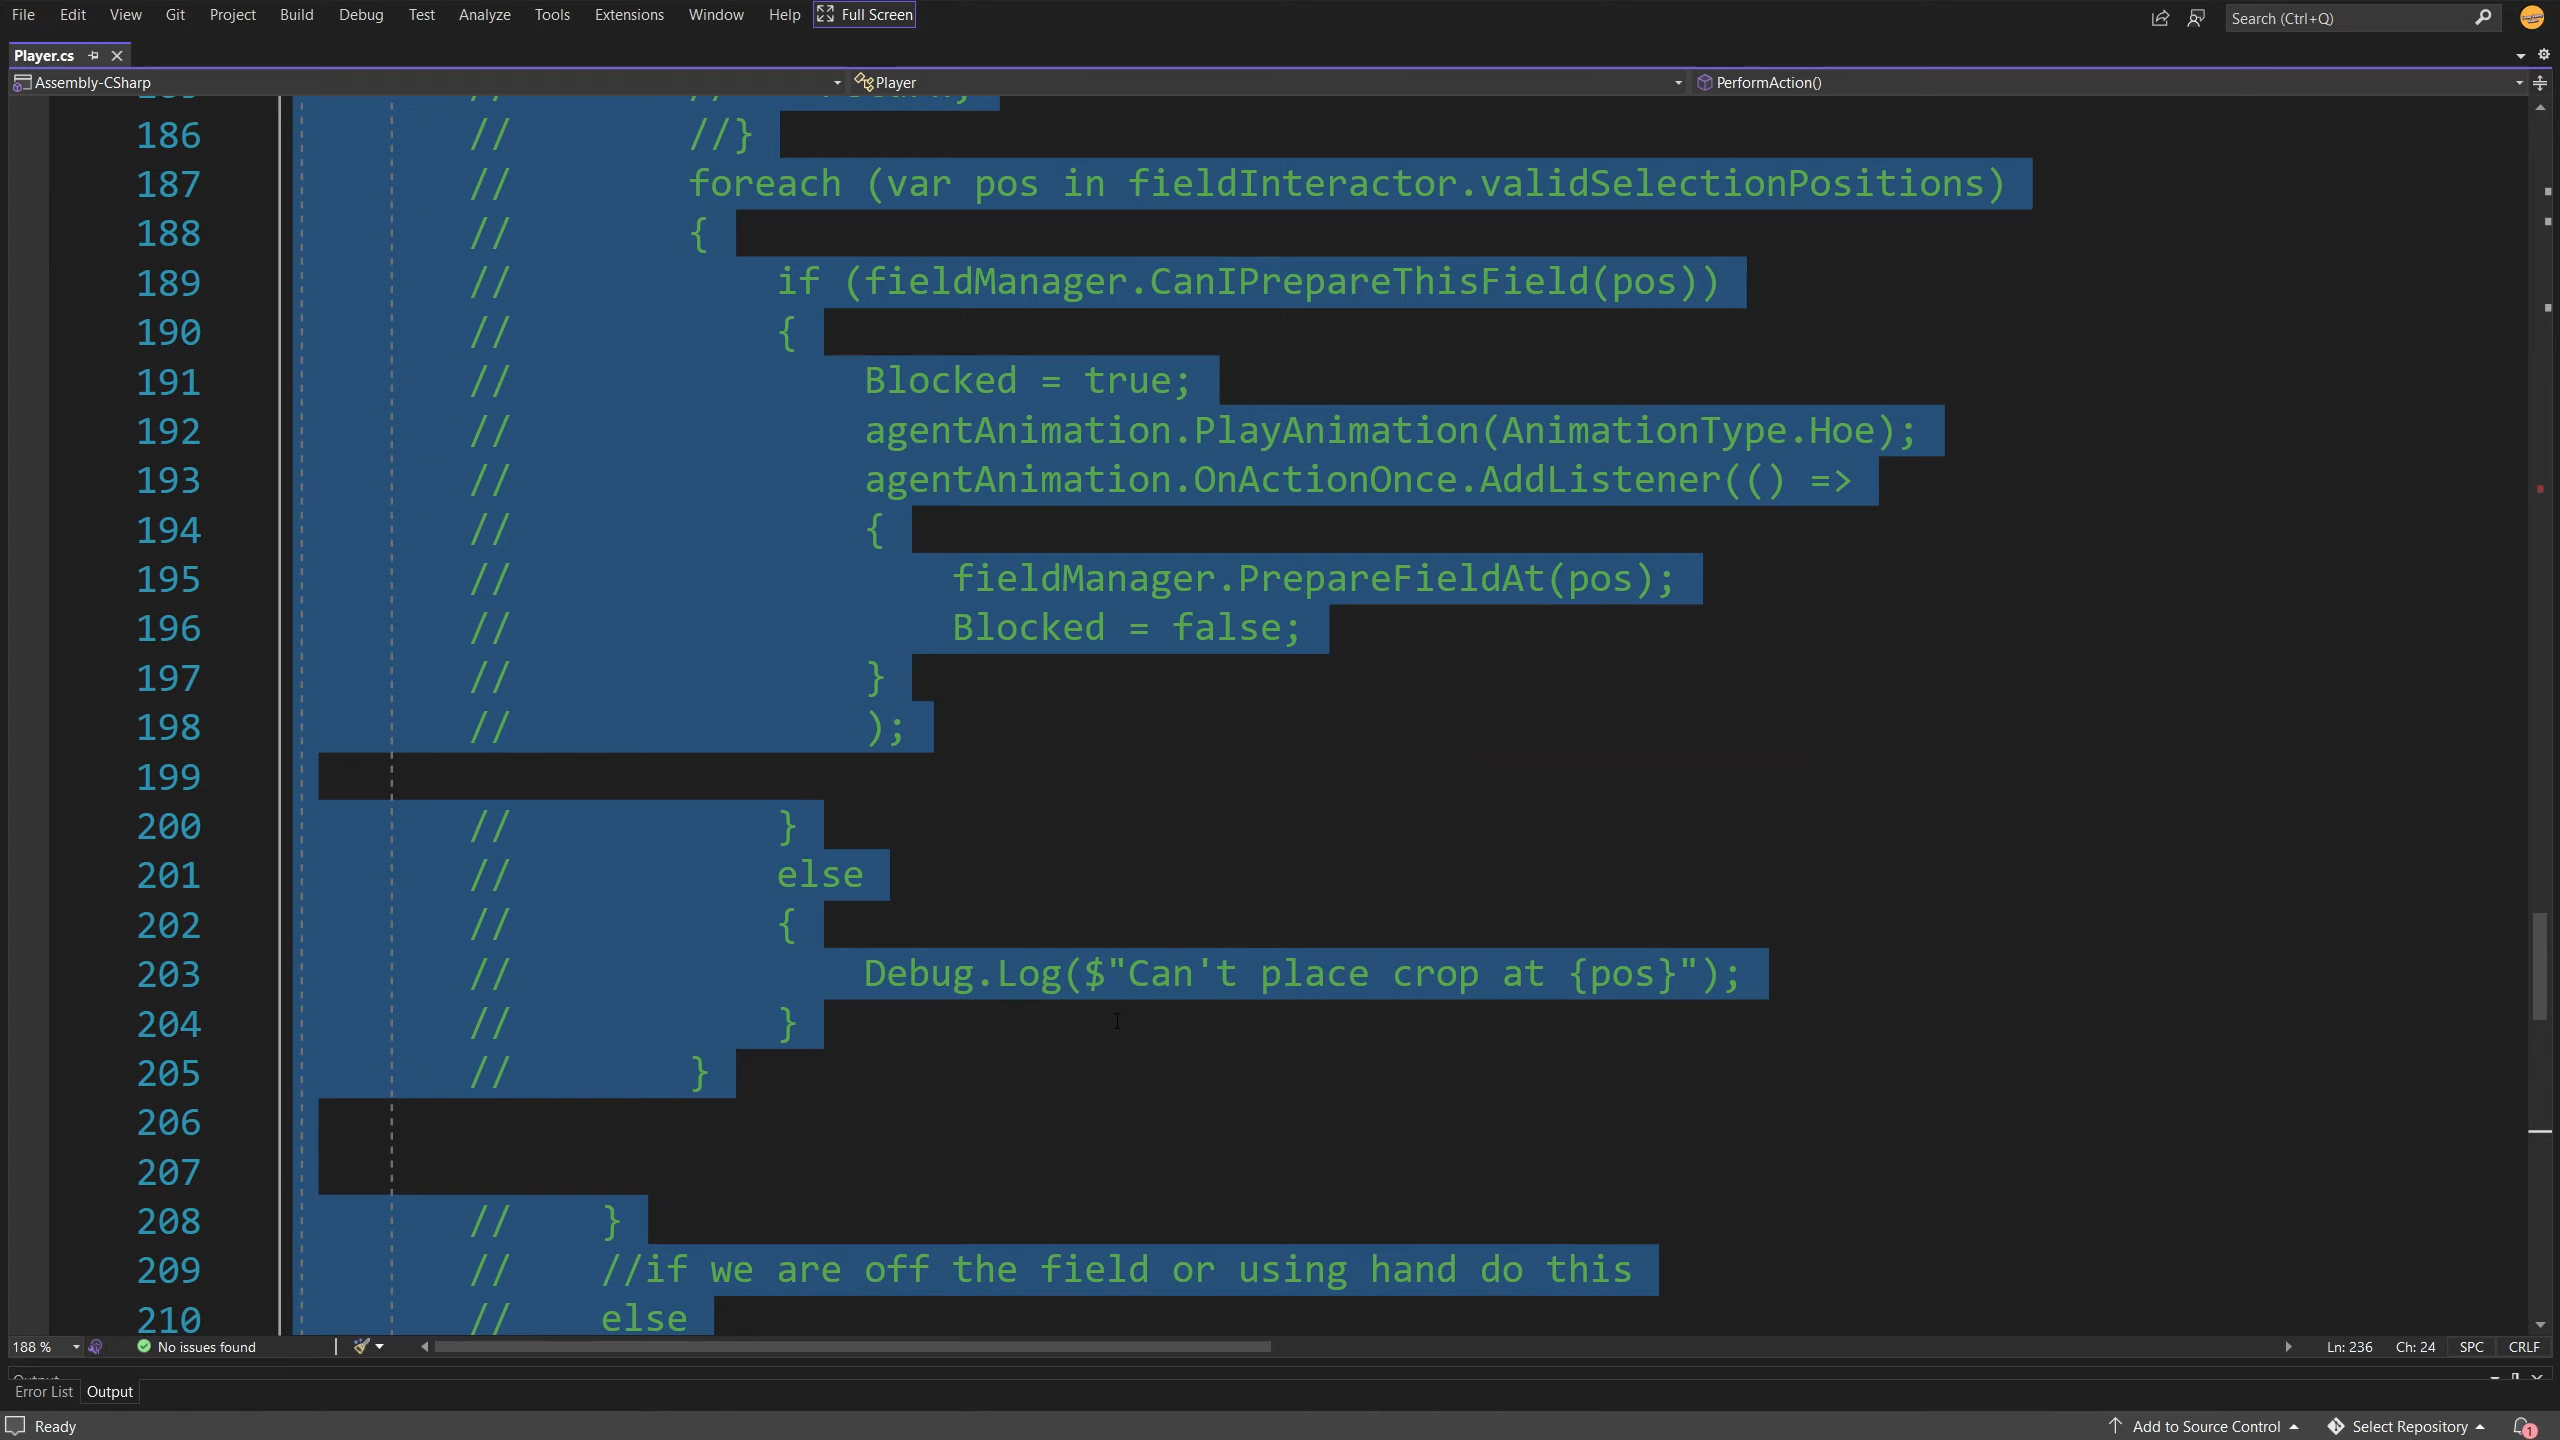 File Edit View Git Project Build Debug Test Analyze Tools Extensions Window Help Full Screen Search (Ctrl+Q)
Player.cs
Assembly-CSharp Player PerformAction()
186 // //}
187 // foreach (var pos in fieldInteractor.validSelectionPositions)
188 // {
189 // if (fieldManager.CanIPrepareThisField(pos))
190 // {
191 // Blocked = true;
192 // agentAnimation.PlayAnimation(AnimationType.Hoe);
193 // agentAnimation.OnActionOnce.AddListener(() =>
194 // {
195 // fieldManager.PrepareFieldAt(pos);
196 // Blocked = false;
197 // }
198 // );
199
200 // }
201 // else
202 // {
203 // Debug.Log($"Can't place crop at {pos}");
204 // }
205 // }
206
207
208 // }
209 // //if we are off the field or using hand do this
210 // else
188 % No issues found Ln: 236 Ch: 24 SPC CRLF
Error List Output
Ready Add to Source Control Select Repository 1